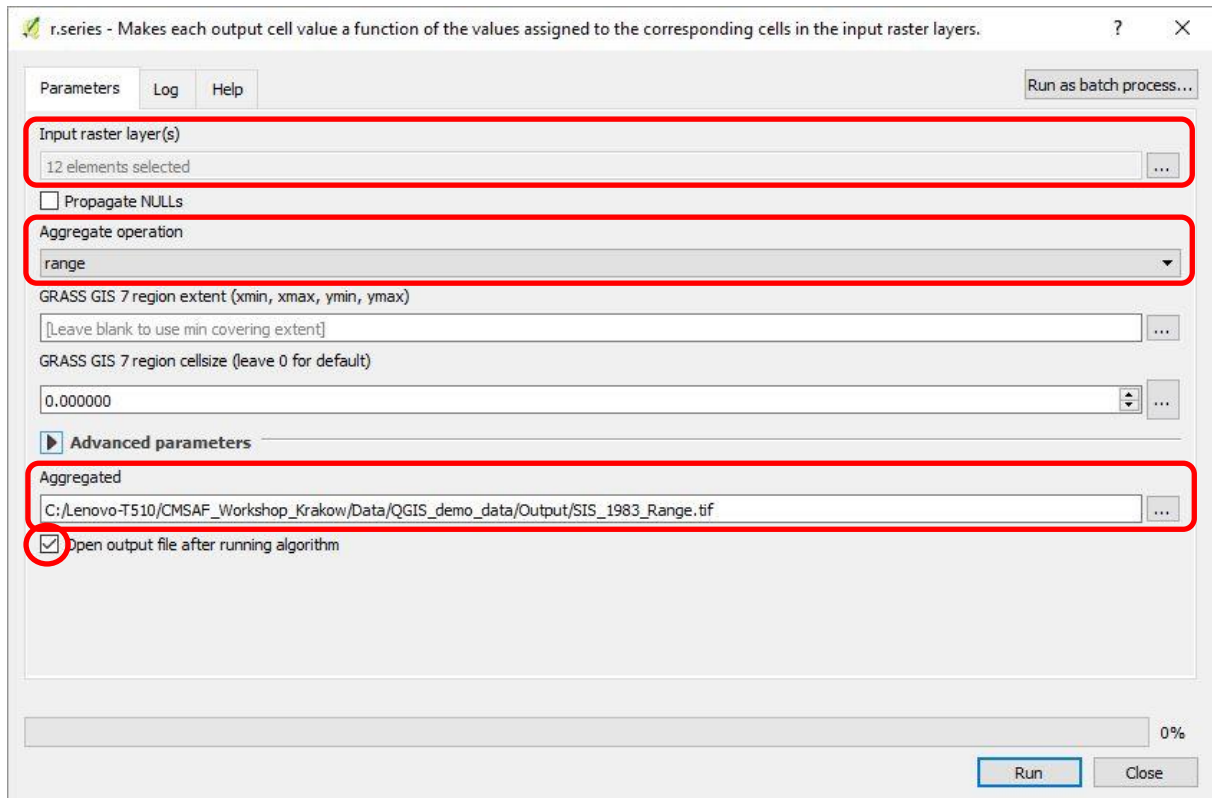 r.series - Makes each output cell value a function of the values assigned to the corresponding cells in the input raster layers. ? ✕
Parameters Log Help Run as batch process...
Input raster layer(s)
12 elements selected ...
Propagate NULLs
Aggregate operation
range
GRASS GIS 7 region extent (xmin, xmax, ymin, ymax)
[Leave blank to use min covering extent] ...
GRASS GIS 7 region cellsize (leave 0 for default)
0.000000 ...
Advanced parameters
Aggregated
C:/Lenovo-T510/CMSAF_Workshop_Krakow/Data/QGIS_demo_data/Output/SIS_1983_Range.tif ...
Open output file after running algorithm
0%
Run Close